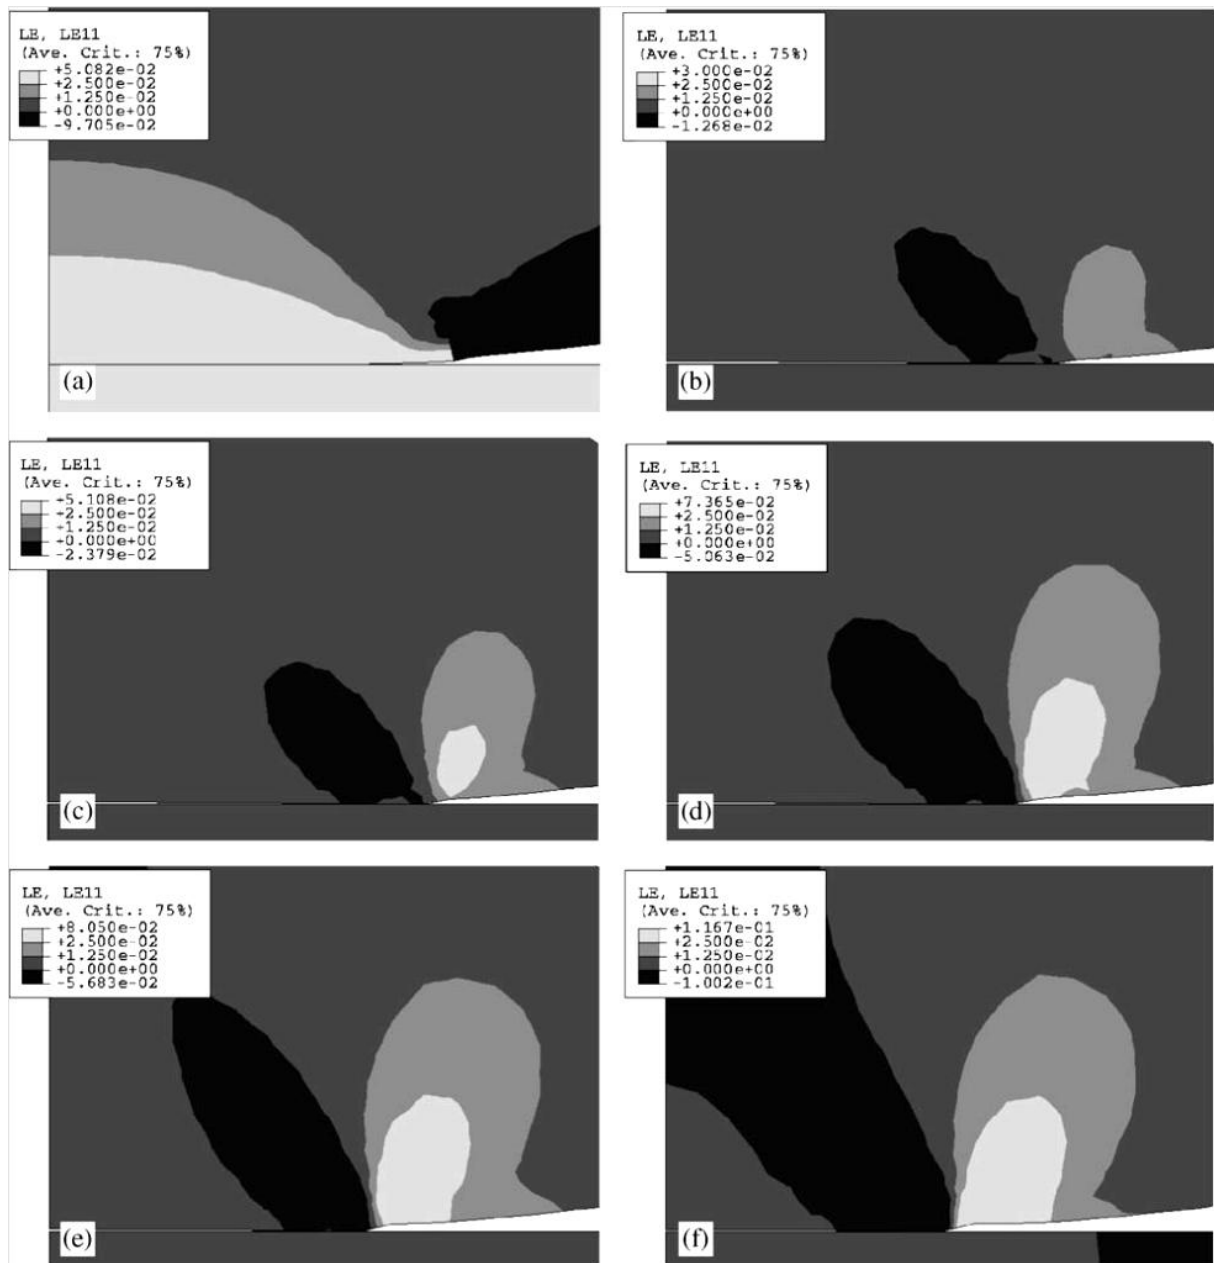 LE, LE11
(Ave. Crit.: 75%)
+5.082e-02
+2.500e-02
+1.250e-02
+0.000e+00
-9.705e-02
(a)
LE, LE11
(Ave. Crit.: 75%)
+3.000e-02
+2.500e-02
+1.250e-02
+0.000e+00
-1.268e-02
(b)
LE, LE11
(Ave. Crit.: 75%)
+5.108e-02
+2.500e-02
+1.250e-02
+0.000e+00
-2.379e-02
(c)
LE, LE11
(Ave. Crit.: 75%)
+7.365e-02
+2.500e-02
+1.250e-02
+0.000e+00
-5.063e-02
(d)
LE, LE11
(Ave. Crit.: 75%)
+8.050e-02
+2.500e-02
+1.250e-02
+0.000e+00
-5.683e-02
(e)
LE, LE11
(Ave. Crit.: 75%)
+1.167e-01
+2.500e-02
+1.250e-02
+0.000e+00
-1.002e-01
(f)